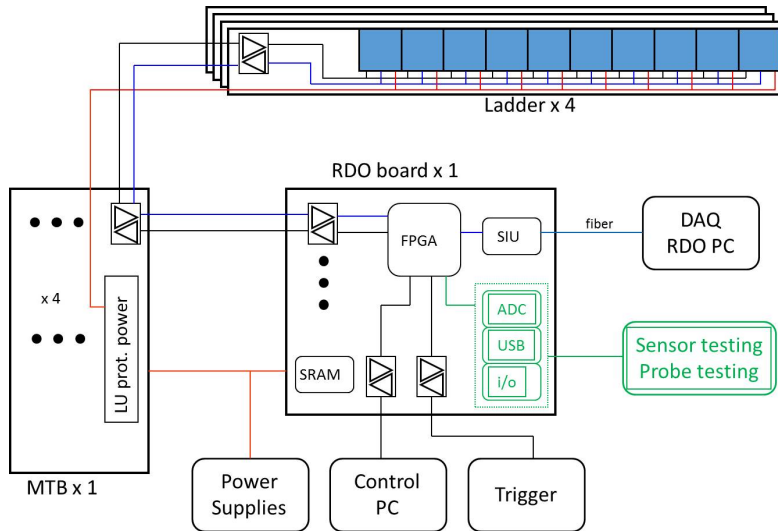 Ladder x 4
RDO board x 1
FPGA
SIU
fiber
DAQ
RDO PC
x 4
LU prot. power
ADC
USB
i/o
Sensor testing
Probe testing
SRAM
MTB x 1
Power
Supplies
Control
PC
Trigger